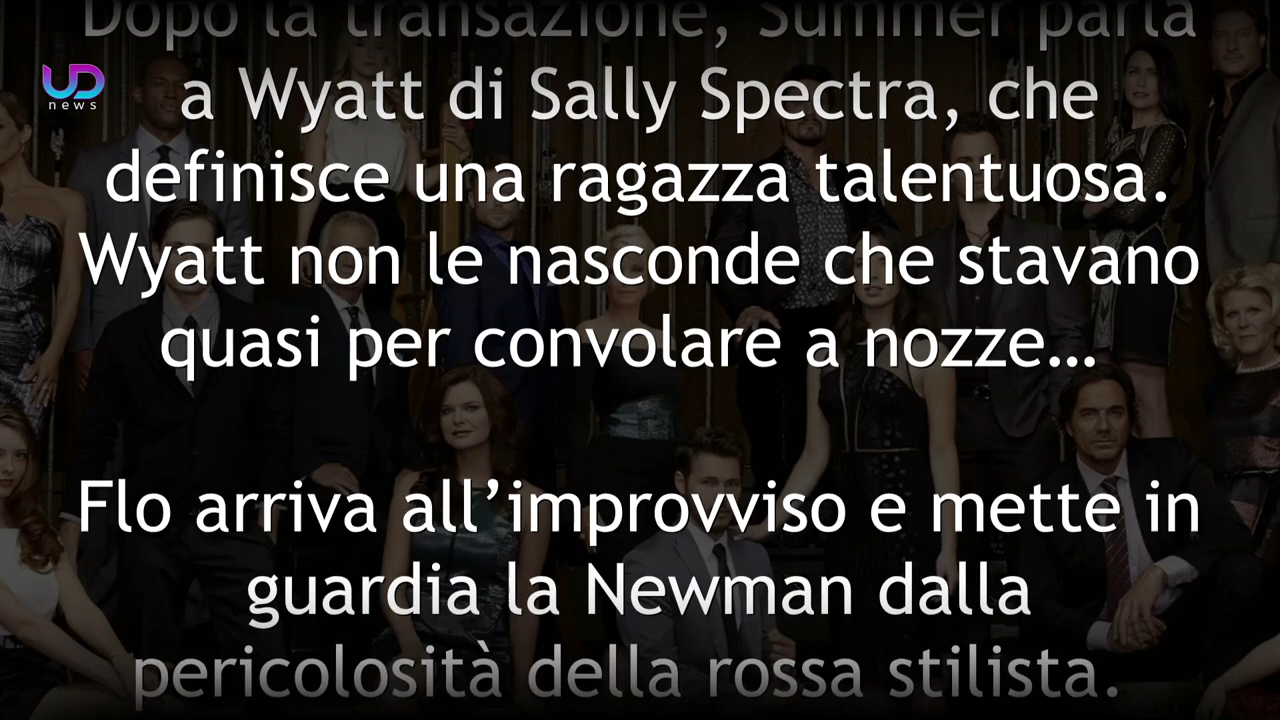 Dopo la transazione, Summer parla
UD
news
a Wyatt di Sally Spectra, che
definisce una ragazza talentuosa.
Wyatt non le nasconde che stavano
quasi per convolare a nozze…
Flo arriva all’improvviso e mette in
guardia la Newman dalla
pericolosità della rossa stilista.